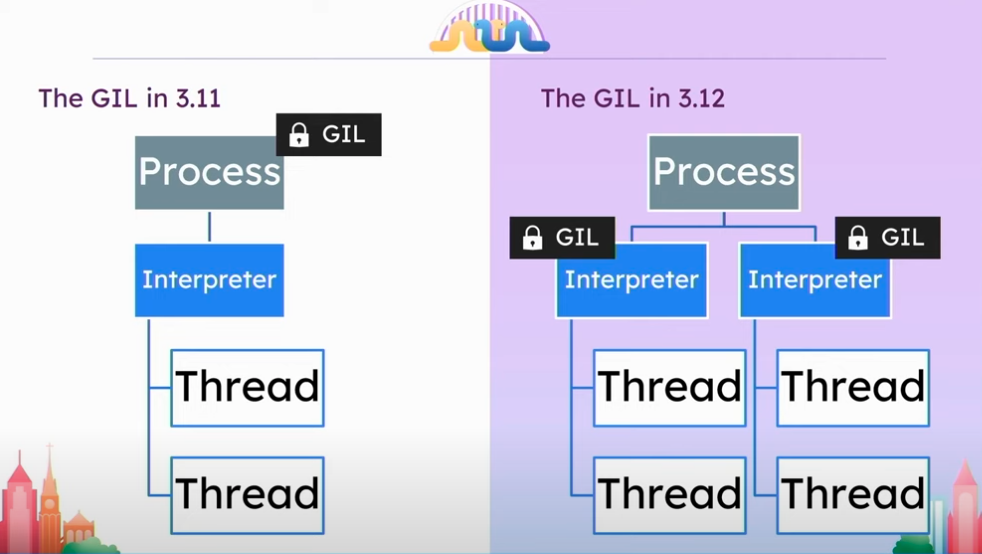 The GIL in 3.11
GIL
Process
Interpreter
Thread
Thread
The GIL in 3.12
Process
GIL
GIL
Interpreter
Interpreter
Thread
Thread
Thread
Thread